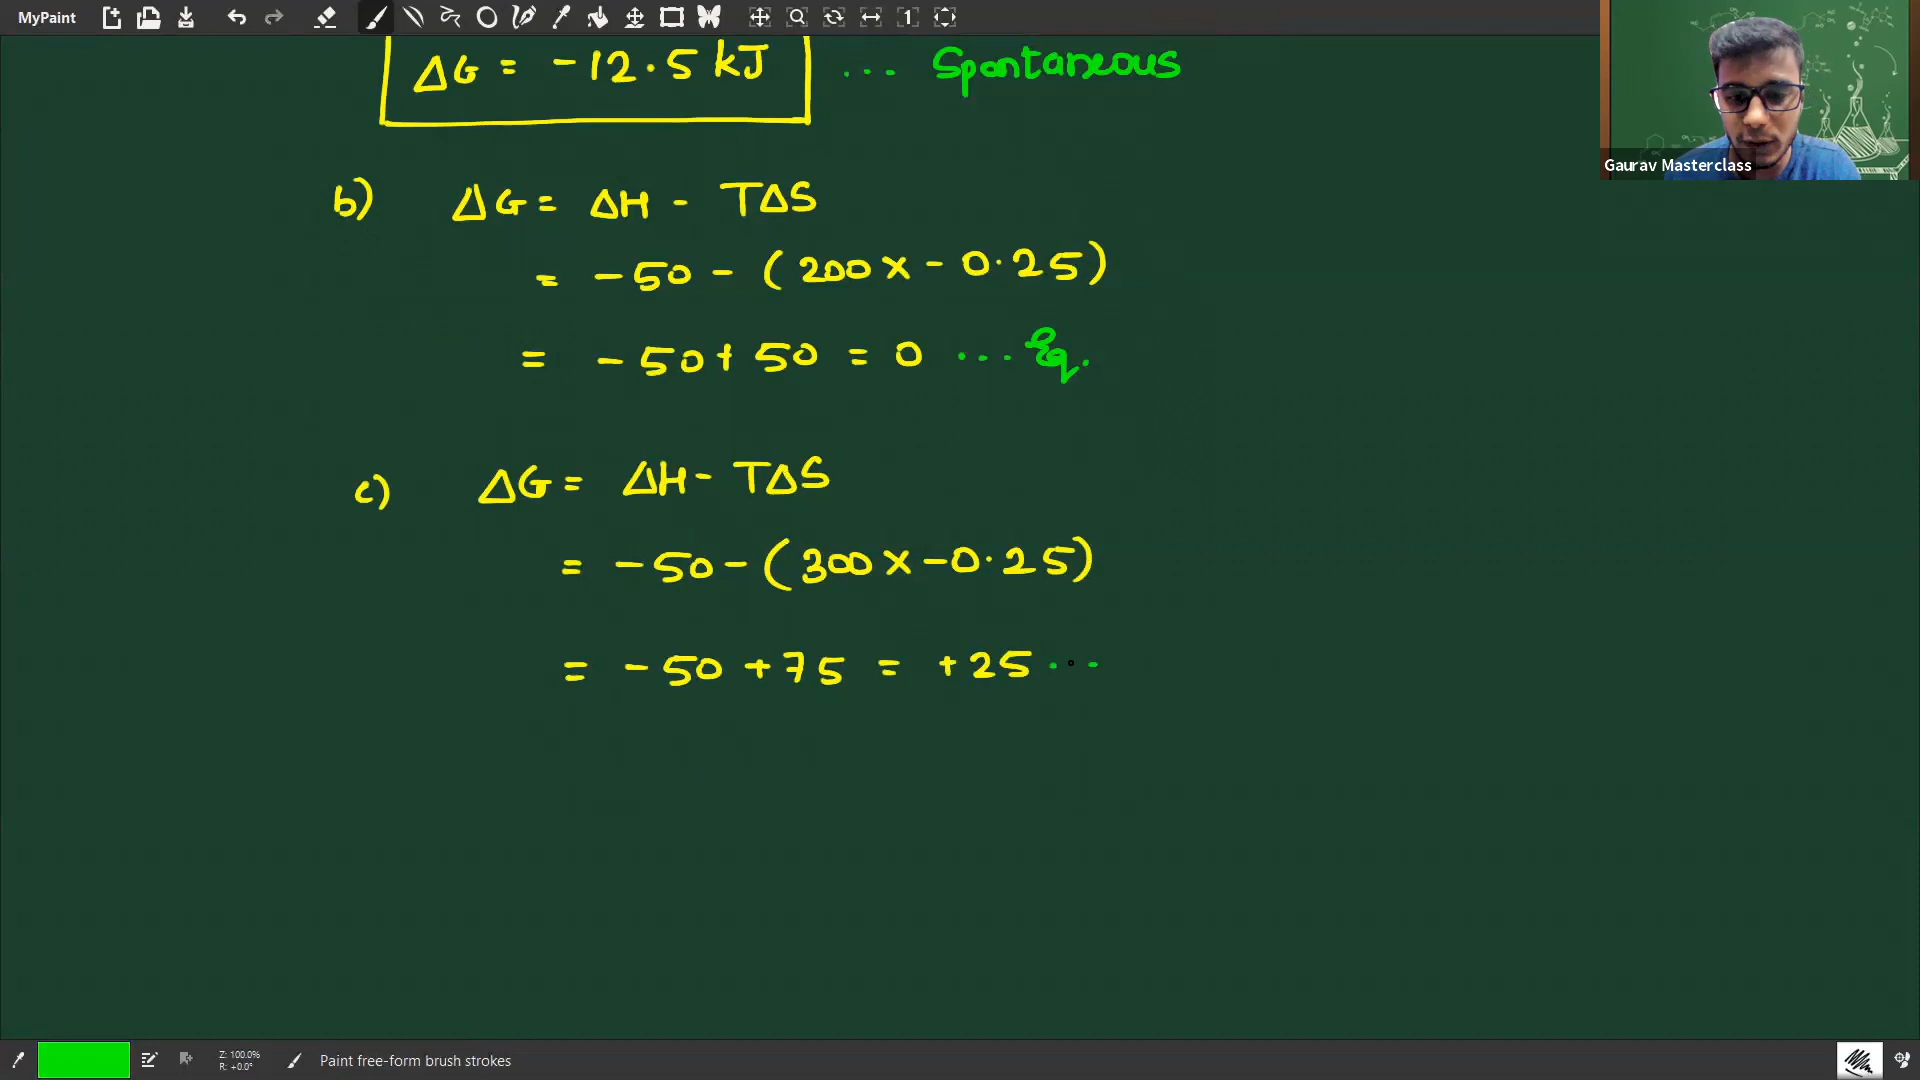 MyPaint
ΔG = -12.5 kJ ... Spontaneous
Gaurav Masterclass
b) ΔG = ΔH - TΔS
= -50 - (200 x - 0.25)
= - 50 + 50 = 0 ... Eq.
c) ΔG = ΔH - TΔS
= -50 - (300 x -0.25)
= - 50 + 75 = +25 ...
Z: 100.0%
R: +0.0°
Paint free-form brush strokes